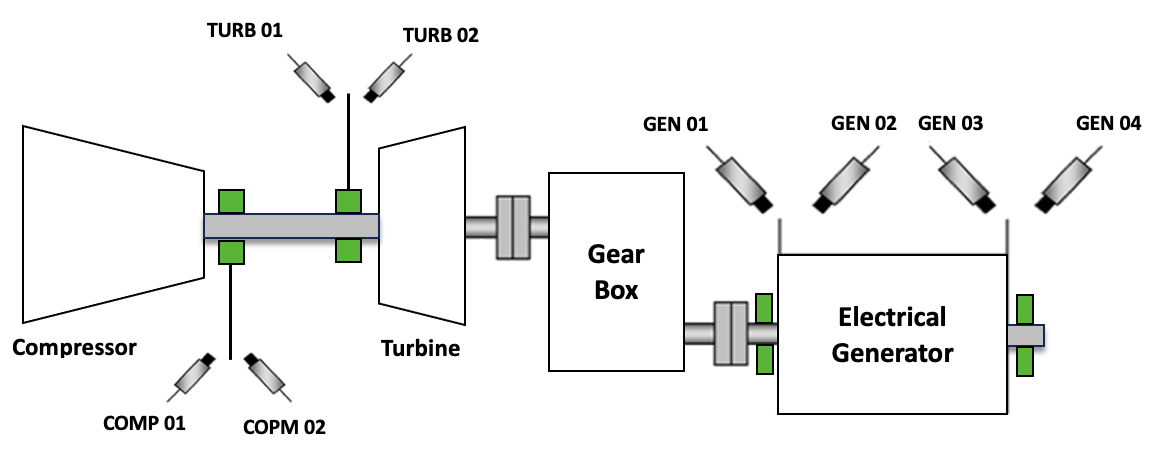 TURB 01
TURB 02
GEN 01
GEN 02
GEN 03
GEN 04
Gear
Box
Electrical
Generator
Compressor
Turbine
COMP 01
COPM 02